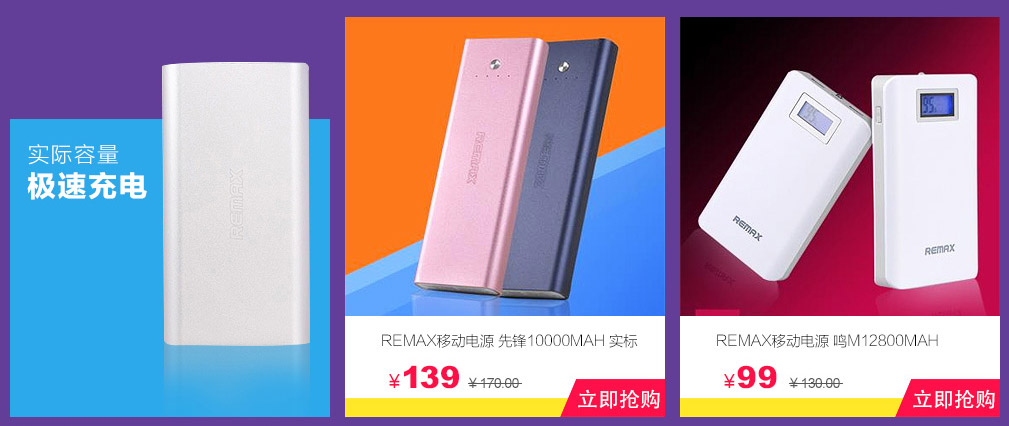 实际容量
极速充电
REMAX
REMAX
REMAX
REMAX移动电源 先锋10000MAH 实标
¥139 ¥170.00
立即抢购
REMAX
REMAX
REMAX移动电源 鸣M12800MAH
¥99 ¥130.00
立即抢购